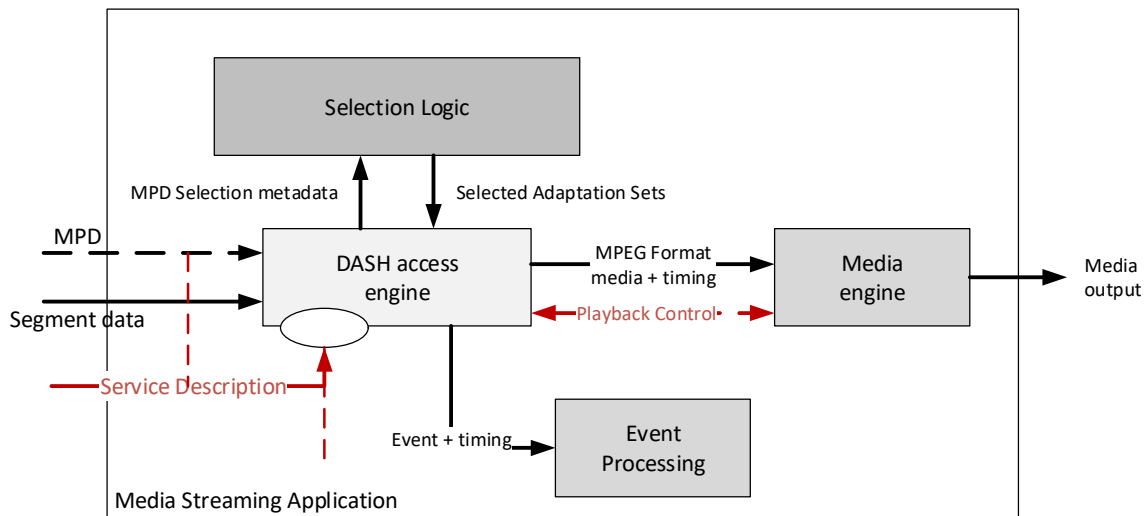 Selection Logic
MPD Selection metadata
Selected Adaptation Sets
MPD
DASH access
engine
MPEG Format
media + timing
Media
engine
Media
output
Segment data
Playback Control
Service Description
Event + timing
Event
Processing
Media Streaming Application